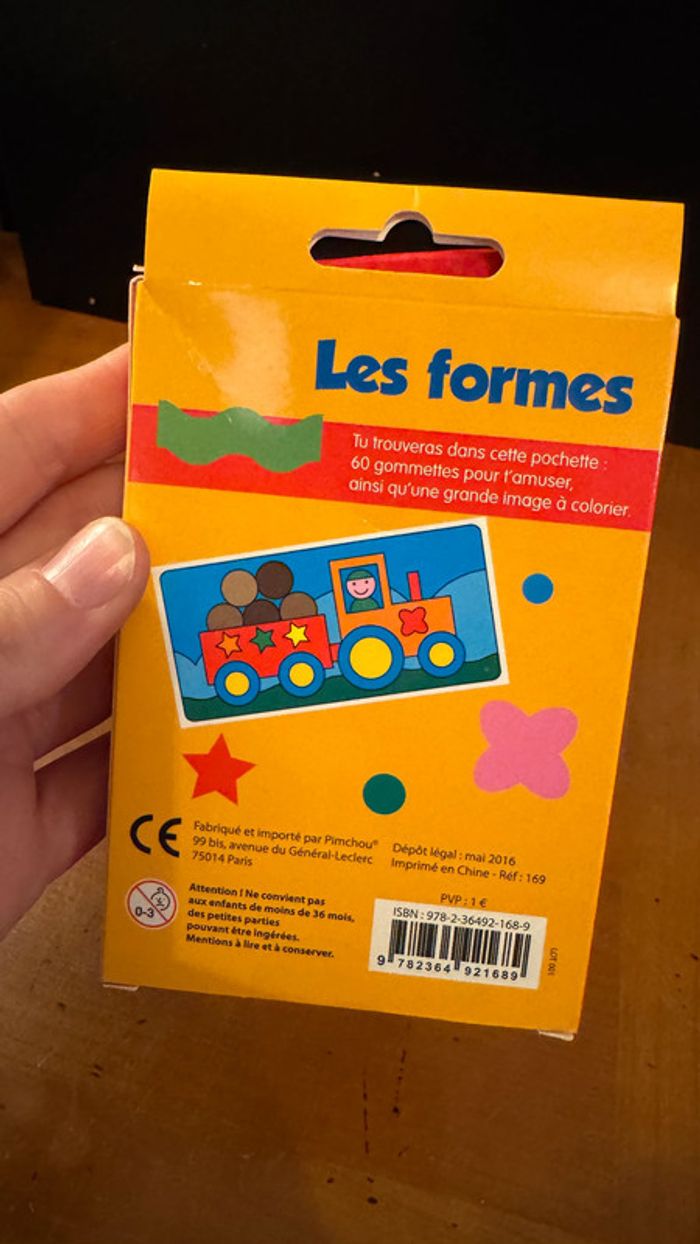 Les formes
Tu trouveras dans cette pochette :
60 gommettes pour t'amuser,
ainsi qu'une grande image à colorier.
CE
Fabriqué et importé par Pimchou®
99 bis, avenue du Général-Leclerc
75014 Paris
Dépôt légal : mai 2016
Imprimé en Chine - Réf : 169
0-3
Attention ! Ne convient pas
aux enfants de moins de 36 mois,
des petites parties
pouvant être ingérées.
Mentions à lire et à conserver.
PVP : 1 €
ISBN : 978-2-36492-168-9
9 782364 921689
LOT 001